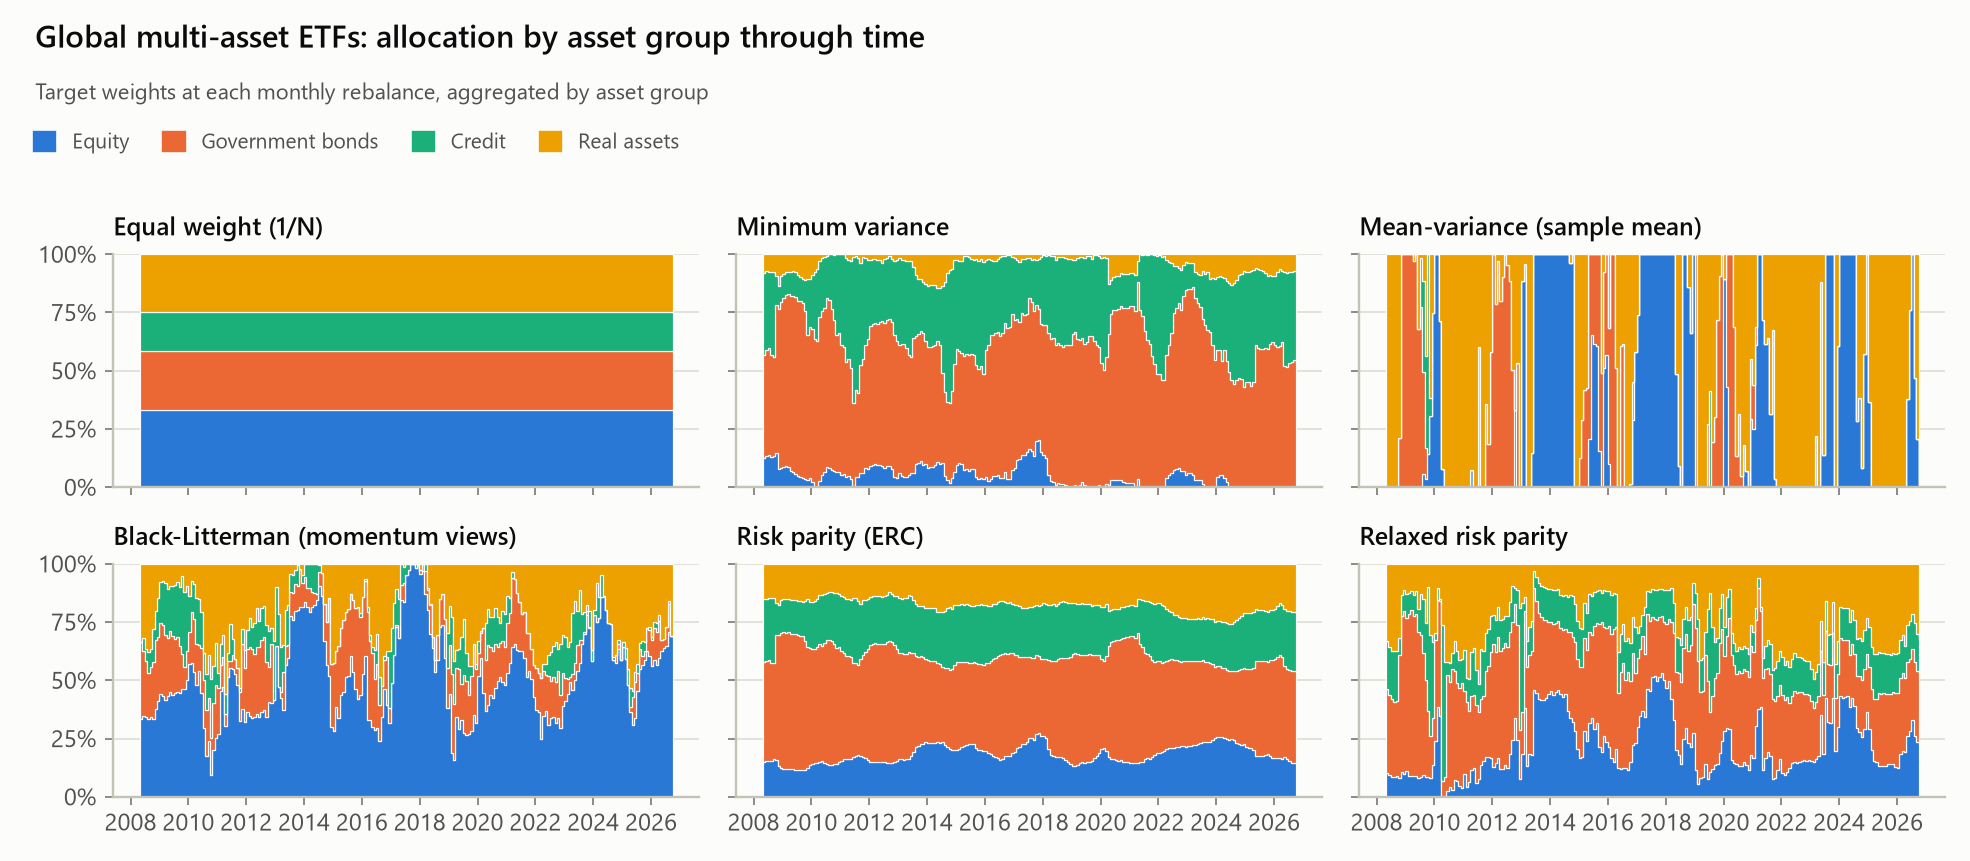 Global multi-asset ETFs: allocation by asset group through time
Target weights at each monthly rebalance, aggregated by asset group
Equity Government bonds Credit Real assets
Equal weight (1/N) Minimum variance Mean-variance (sample mean)
100%
75%
50%
25%
0%
Black-Litterman (momentum views) Risk parity (ERC) Relaxed risk parity
100%
75%
50%
25%
0%
2008 2010 2012 2014 2016 2018 2020 2022 2024 2026 2008 2010 2012 2014 2016 2018 2020 2022 2024 2026 2008 2010 2012 2014 2016 2018 2020 2022 2024 2026